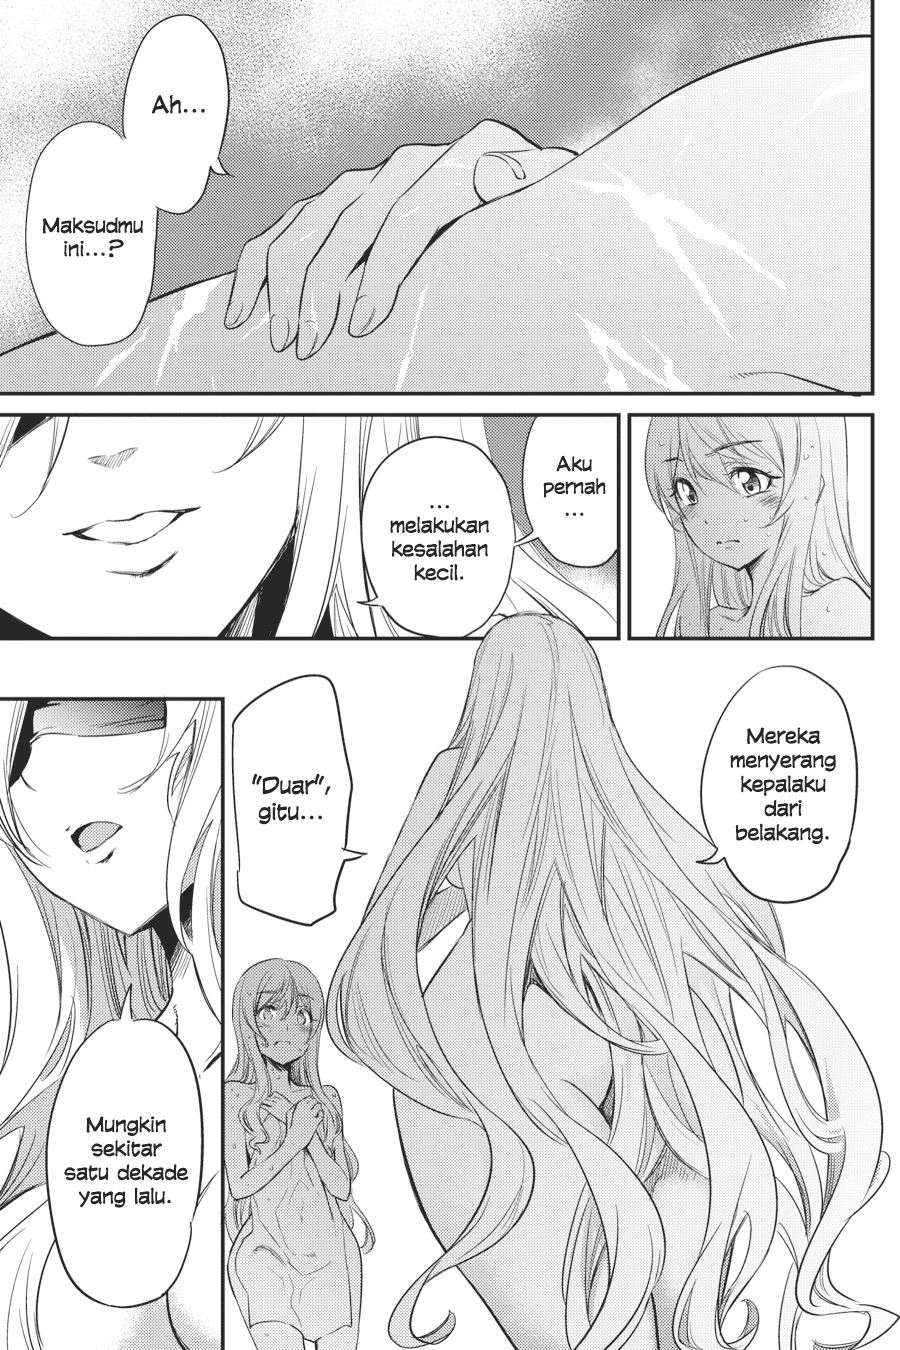 Ah...
Maksudmu
ini...?
Aku
pernah
...
...
melakukan
kesalahan
kecil.
Mereka
menyerang
kepalaku
dari
belakang.
"Duar",
gitu...
Mungkin
sekitar
satu dekade
yang lalu.